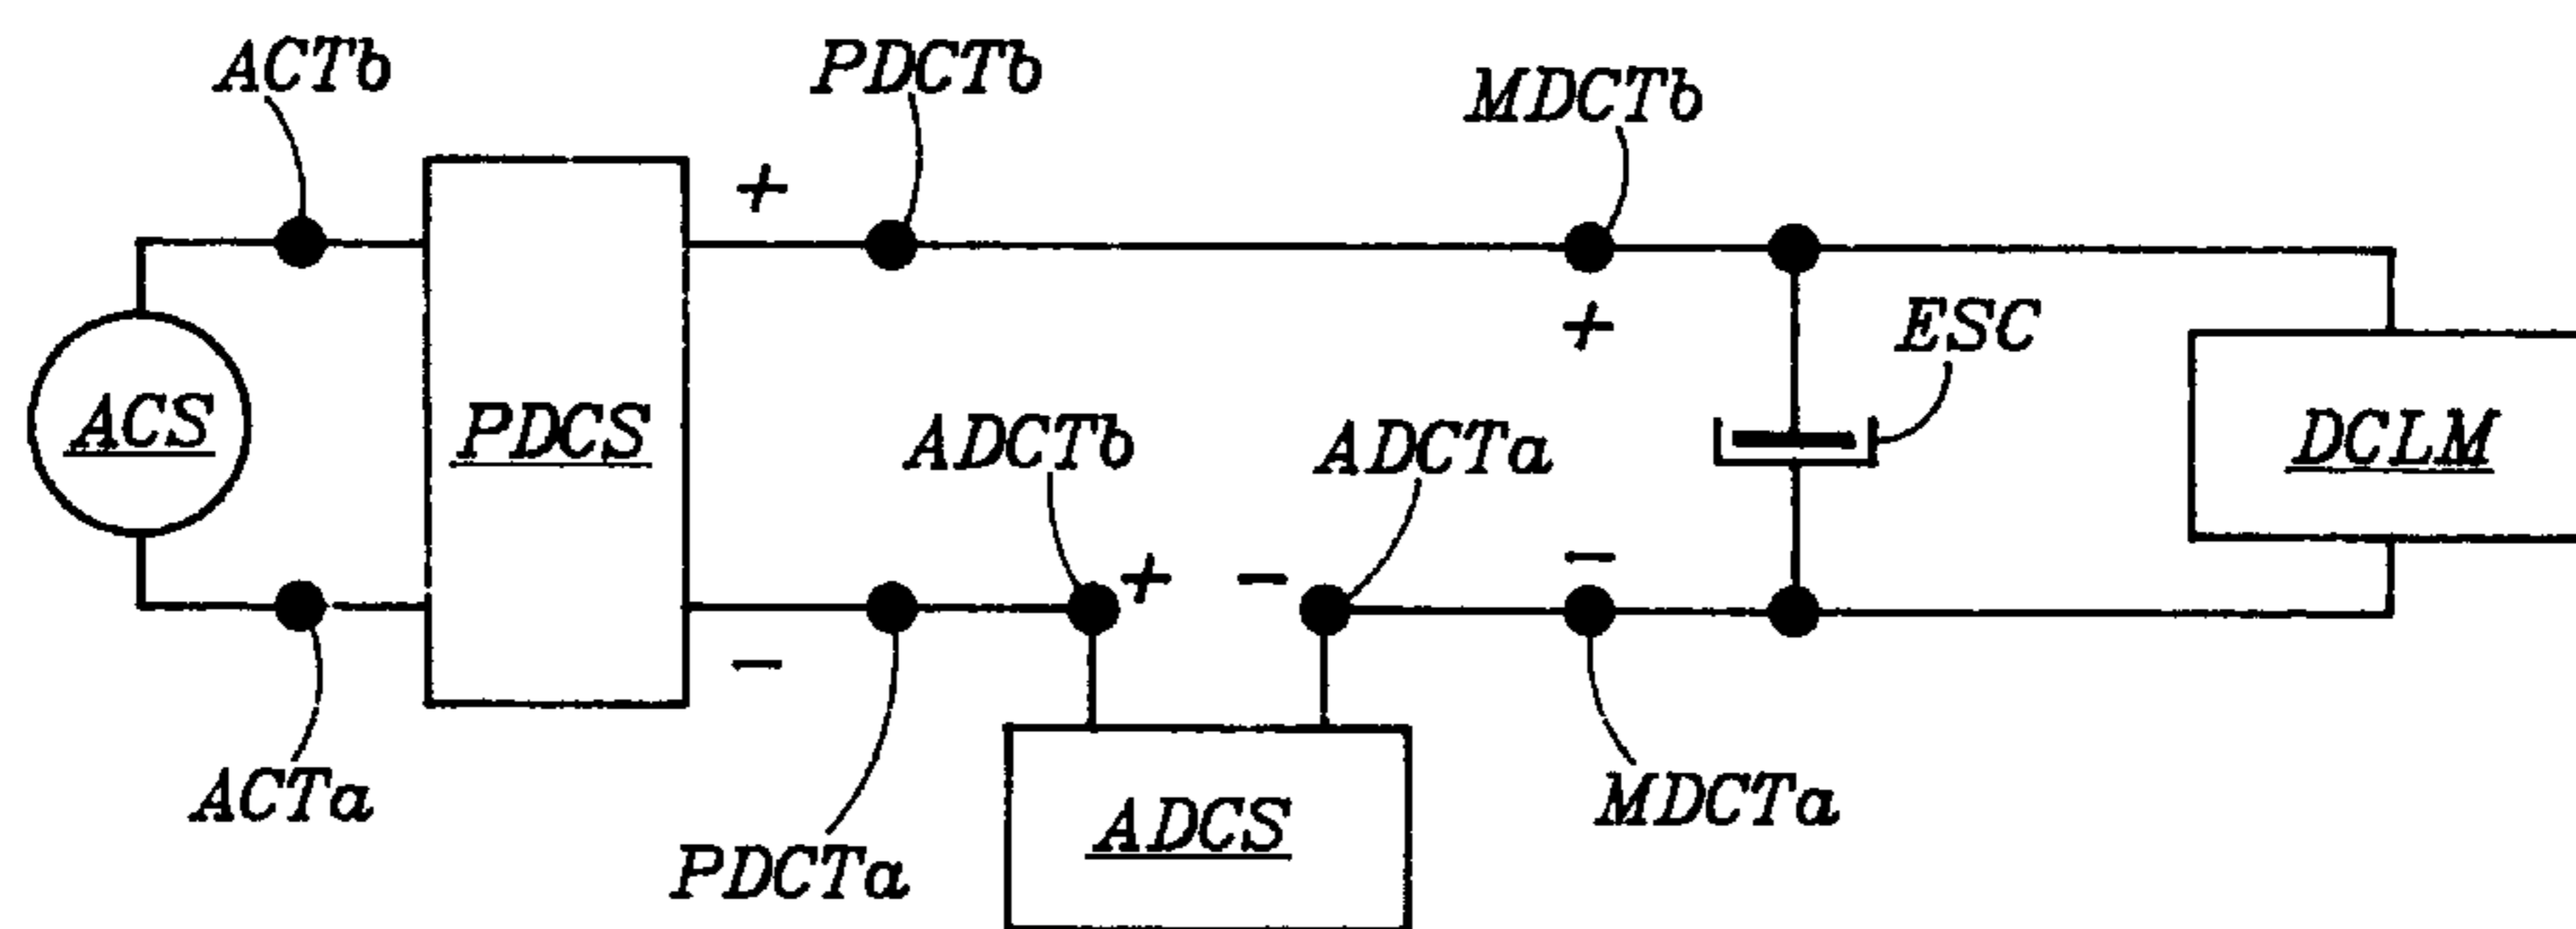 ACTb
PDCTb
MDCTb
+
ESC
+
ACS
PDCS
ADCTb
ADCTa
DCLM
+
-
-
-
ACTa
PDCTa
ADCS
MDCTa